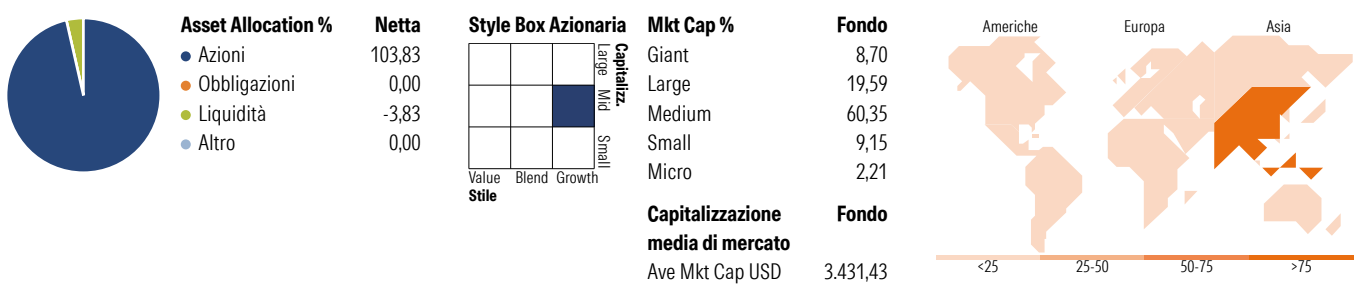 Asset Allocation % Netta
Azioni 103,83
Obbligazioni 0,00
Liquidità -3,83
Altro 0,00
Style Box Azionaria
Large Mid Small
Capitalizz.
Value Blend Growth
Stile
Mkt Cap % Fondo
Giant 8,70
Large 19,59
Medium 60,35
Small 9,15
Micro 2,21
Capitalizzazione Fondo
media di mercato
Ave Mkt Cap USD 3.431,43
Americhe Europa Asia
<25 25-50 50-75 >75